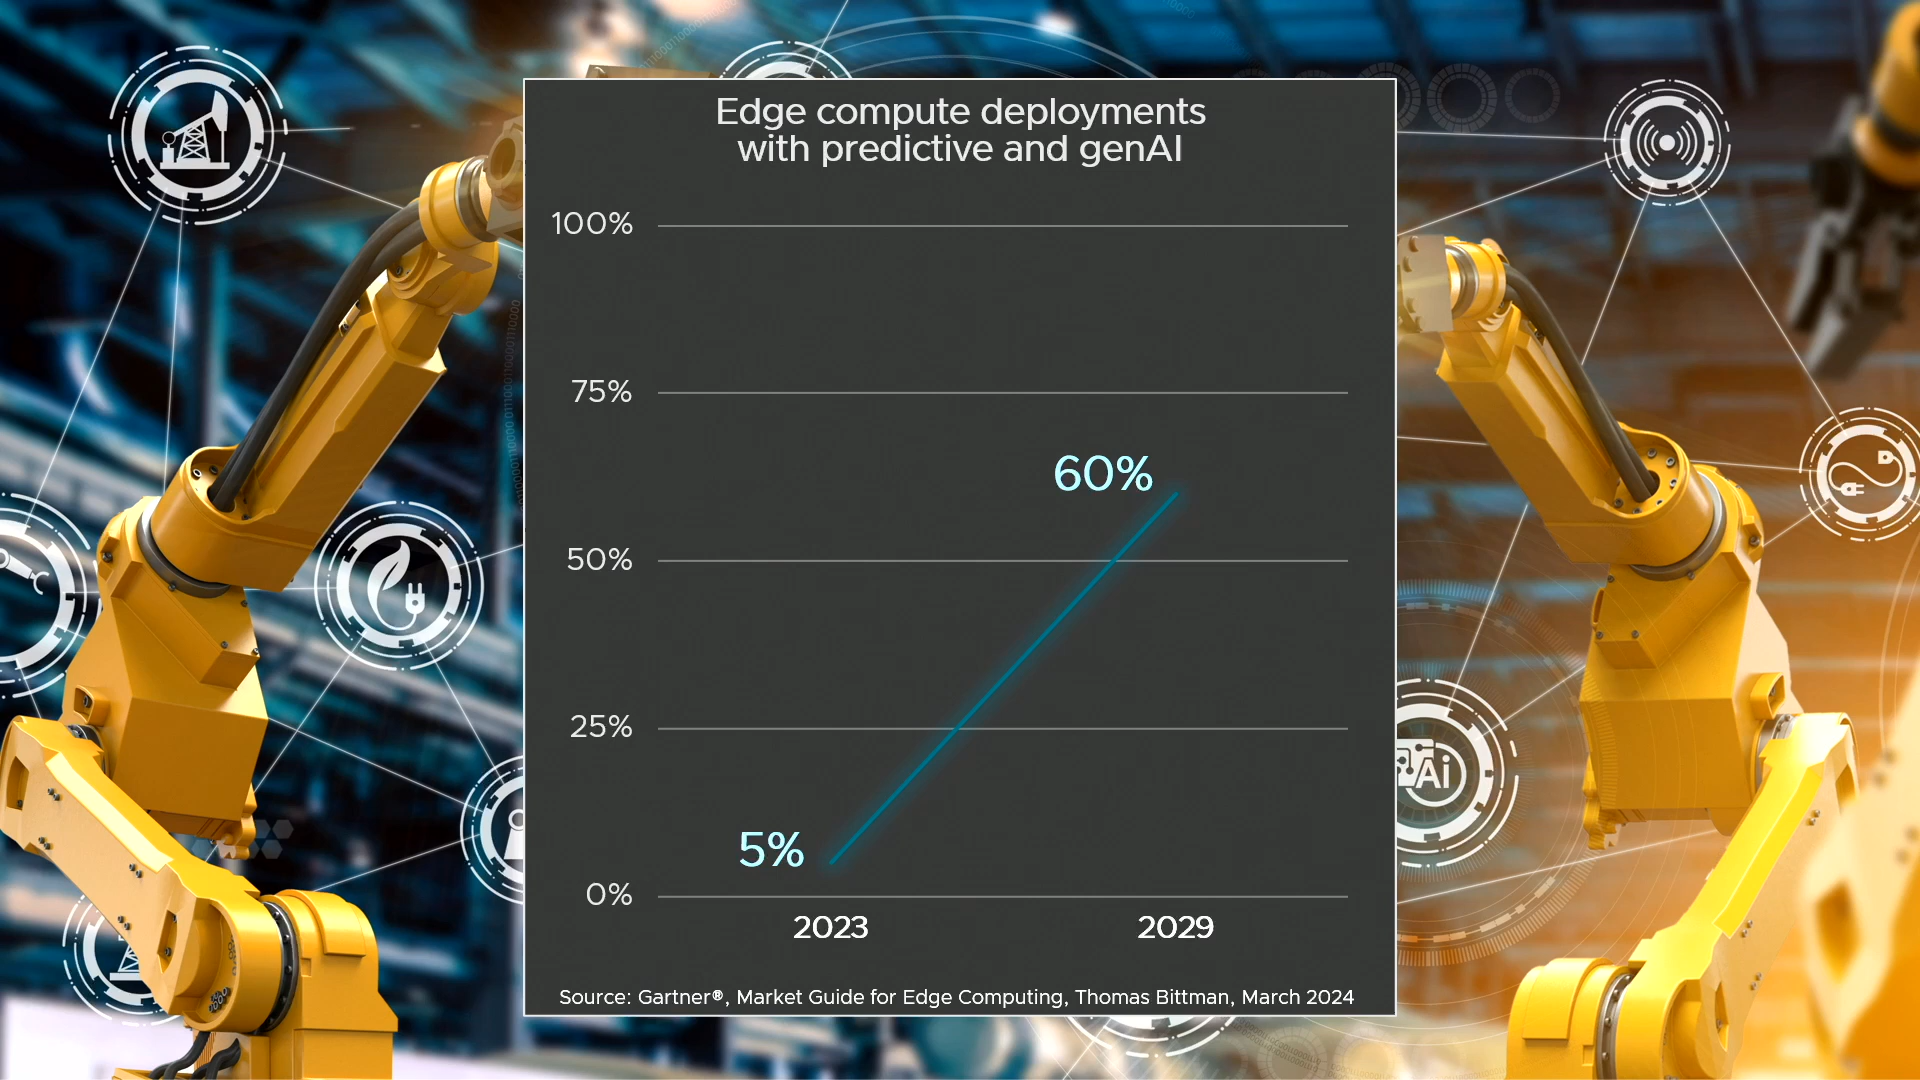 Edge compute deployments
with predictive and genAI
100%
75%
60%
50%
25%
5%
0%
2023 2029
Source: Gartner®, Market Guide for Edge Computing, Thomas Bittman, March 2024
Ai